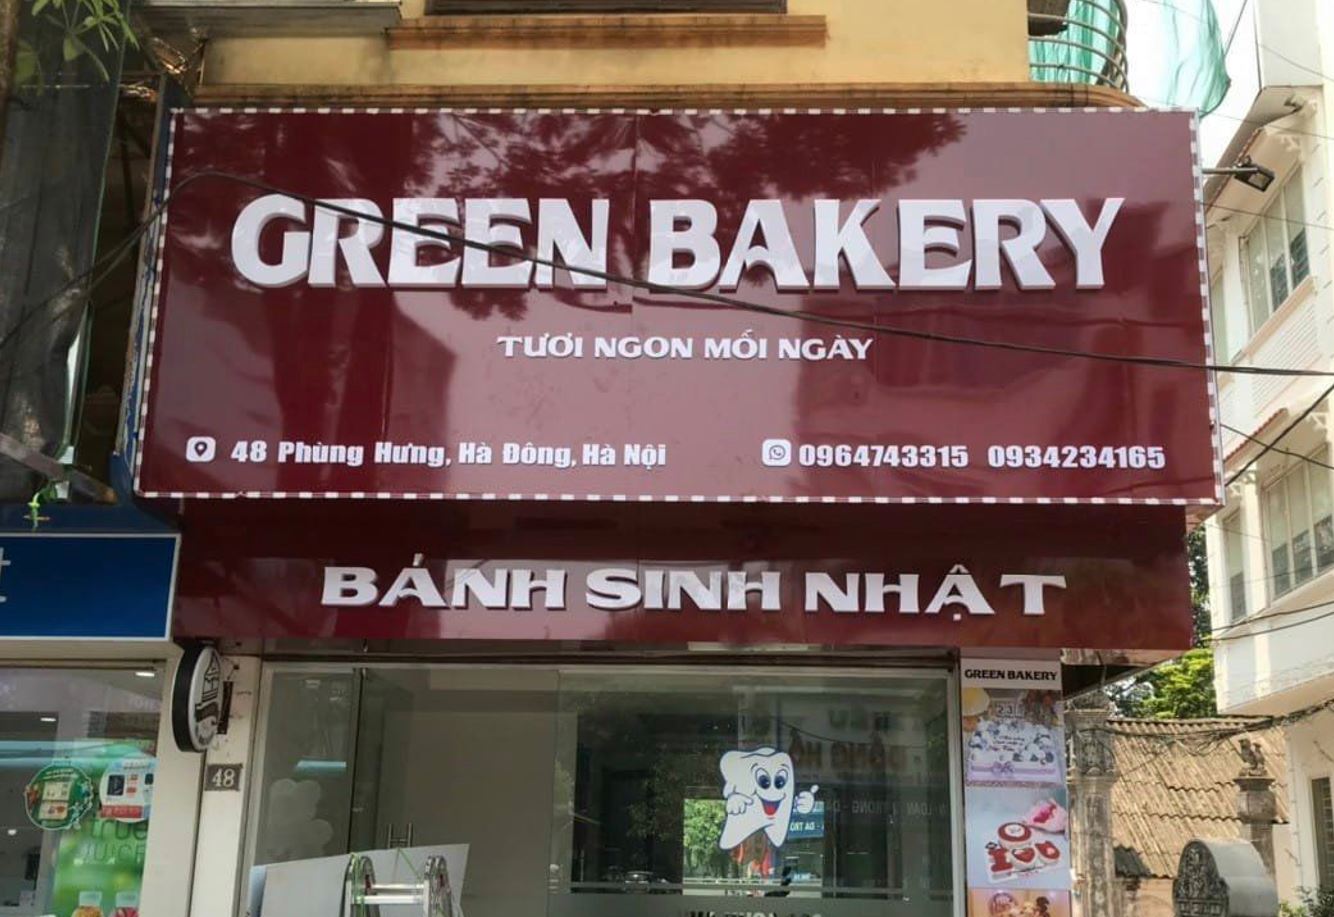 GREEN BAKERY
TƯƠI NGON MỖI NGÀY
48 Phùng Hưng, Hà Đông, Hà Nội
0964743315 0934234165
BÁNH SINH NHẬT
GREEN BAKERY
48